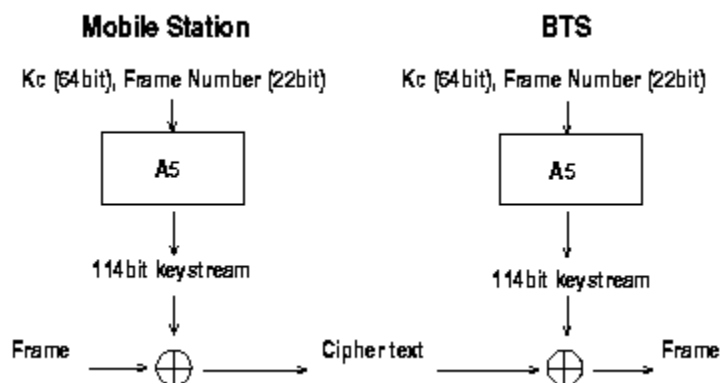 Mobile Station
BTS
Kc (64bit), Frame Number (22bit)
Kc (64bit), Frame Number (22bit)
A5
A5
114bit keystream
114bit keystream
Frame
Cipher text
Frame